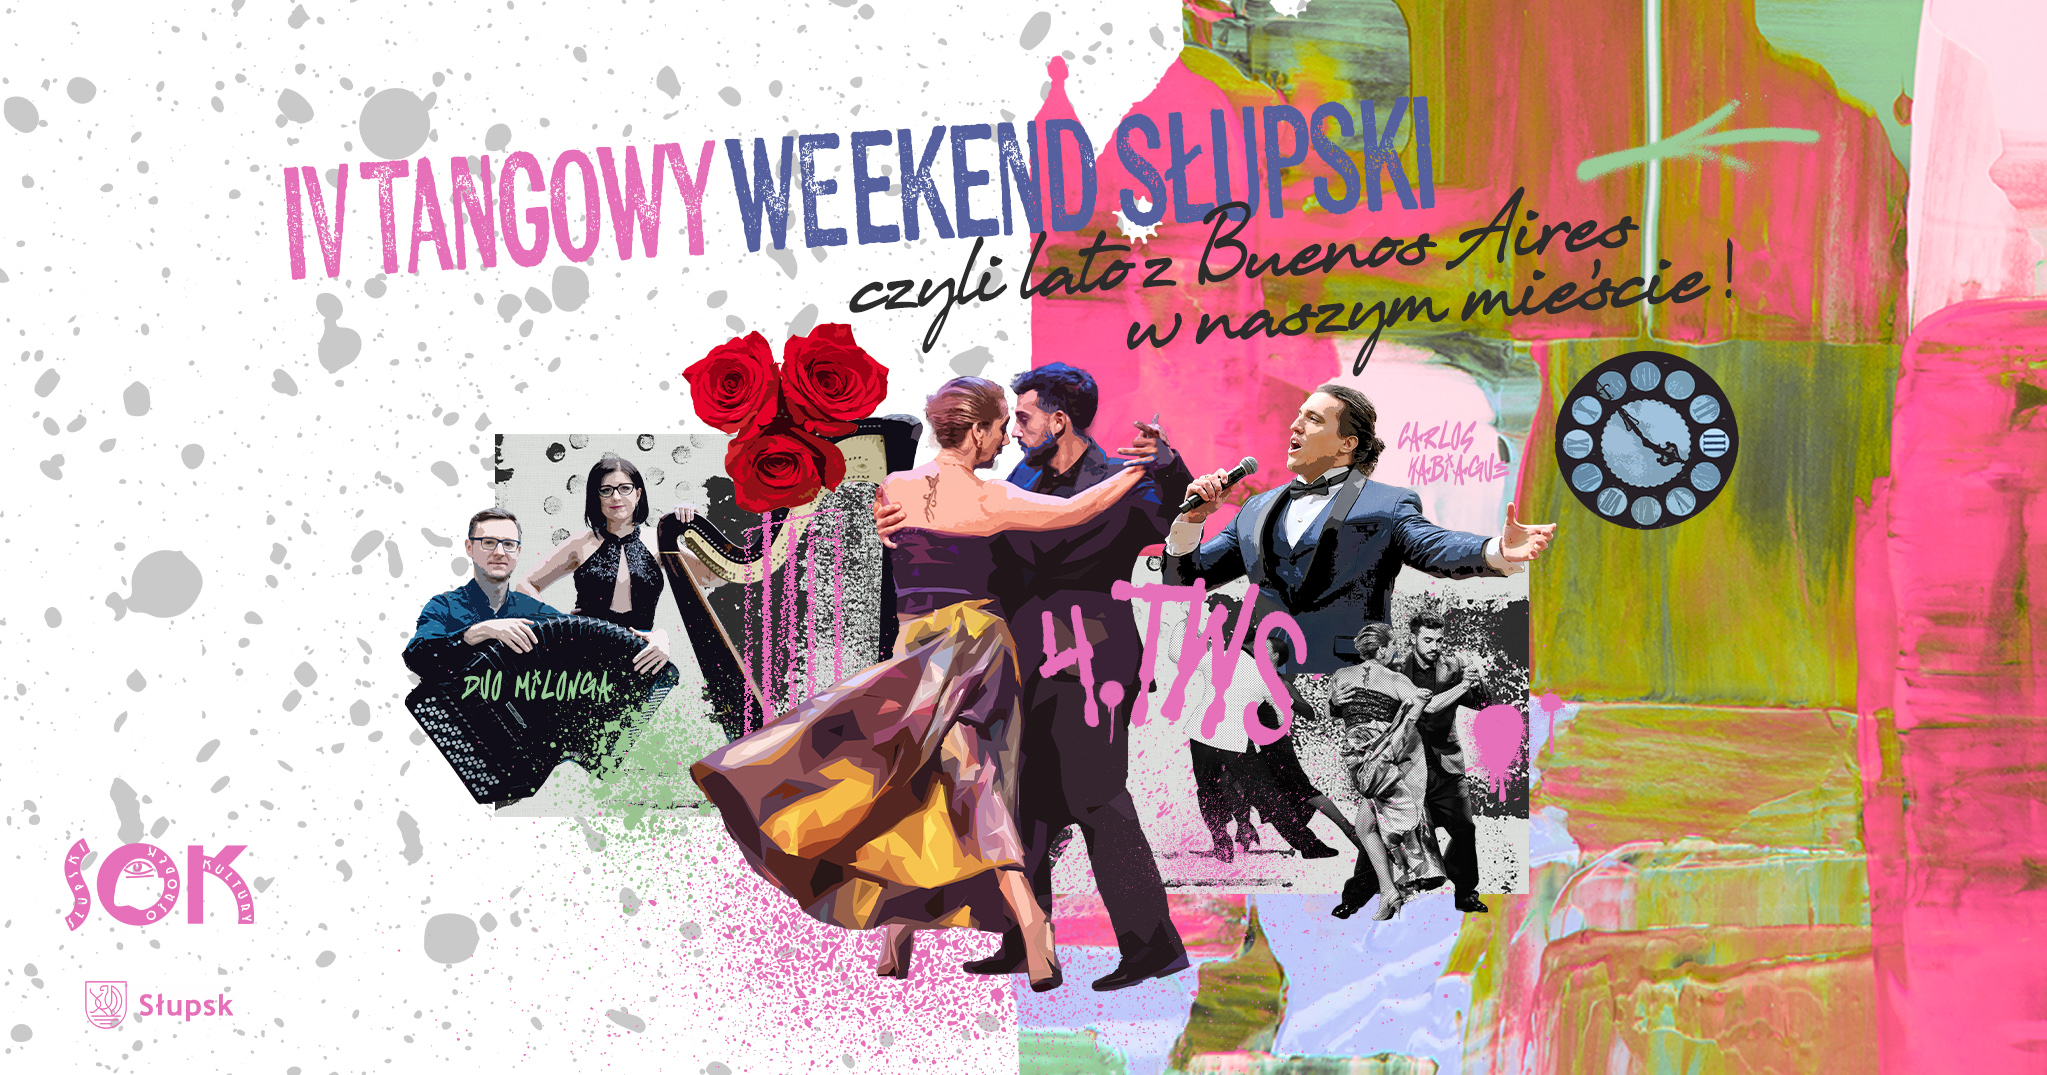 IV TANGOWY WEEKEND SŁUPSKI
czyli lato z Buenos Aires
w naszym mieście!
CARLOS
KABIAGUE
DUO MiLONGA
4.TWS
SOK
SŁUPSKI OŚRODEK KULTURY
Słupsk